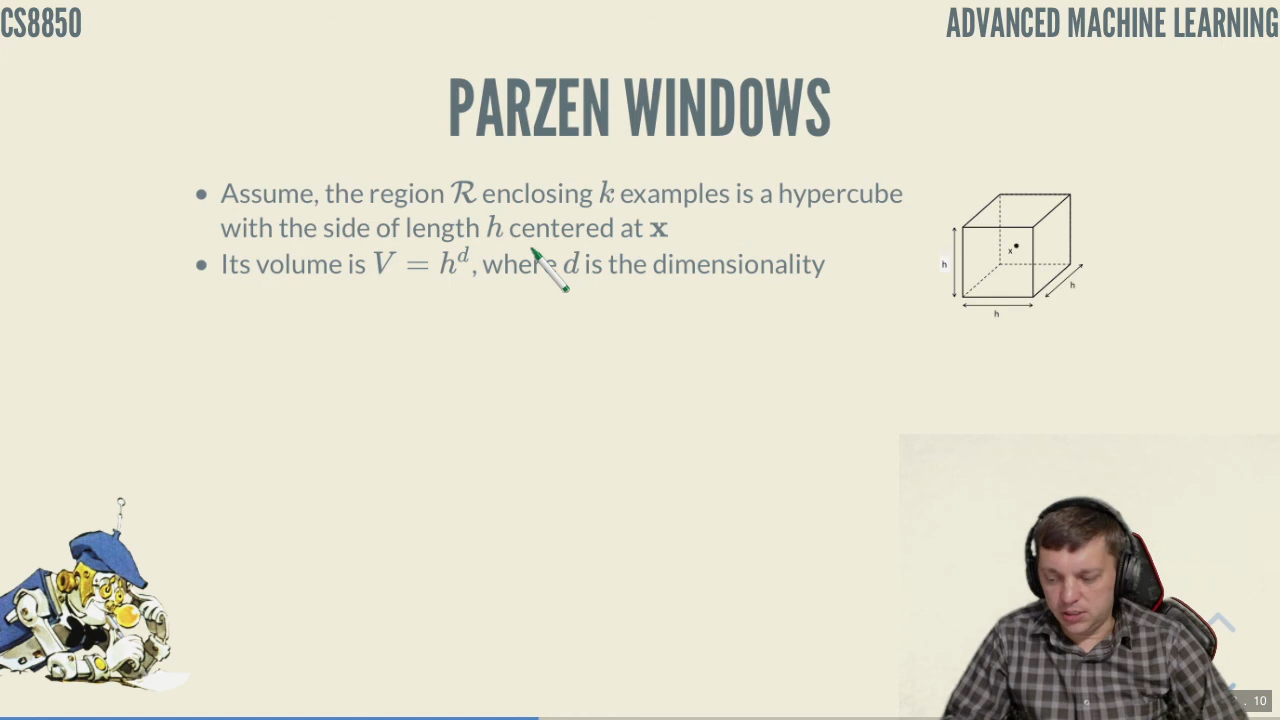 CS8850
ADVANCED MACHINE LEARNING
PARZEN WINDOWS
Assume, the region ℛ enclosing k examples is a hypercube
with the side of length h centered at x
Its volume is V = h^d, where d is the dimensionality
x
h
h
h
. 10